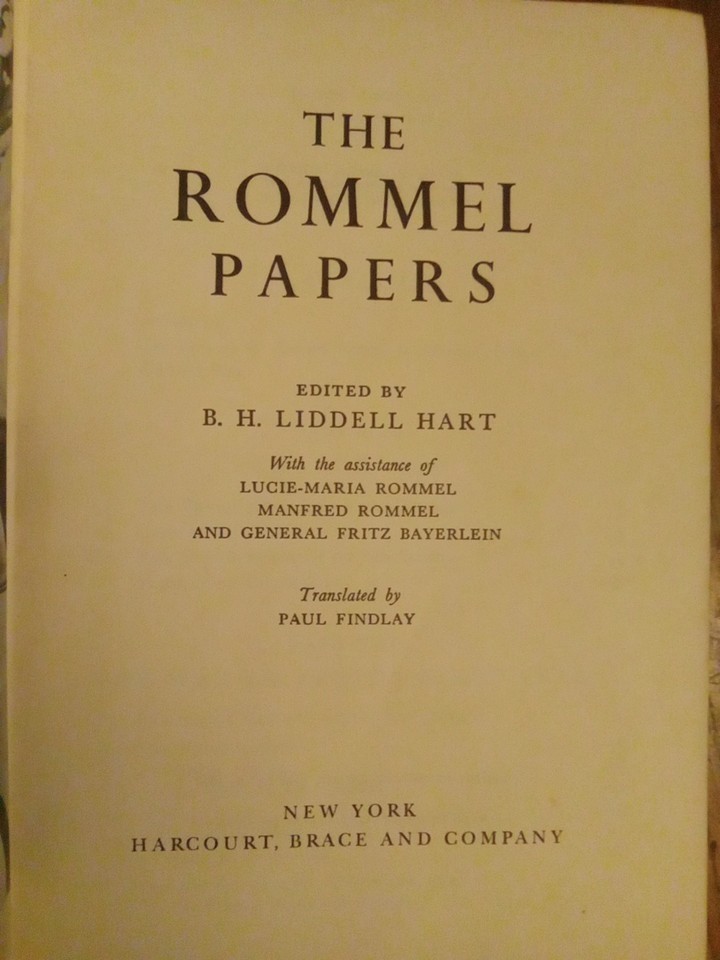 THE
ROMMEL
PAPERS
EDITED BY
B. H. LIDDELL HART
With the assistance of
LUCIE-MARIA ROMMEL
MANFRED ROMMEL
AND GENERAL FRITZ BAYERLEIN
Translated by
PAUL FINDLAY
NEW YORK
HARCOURT, BRACE AND COMPANY